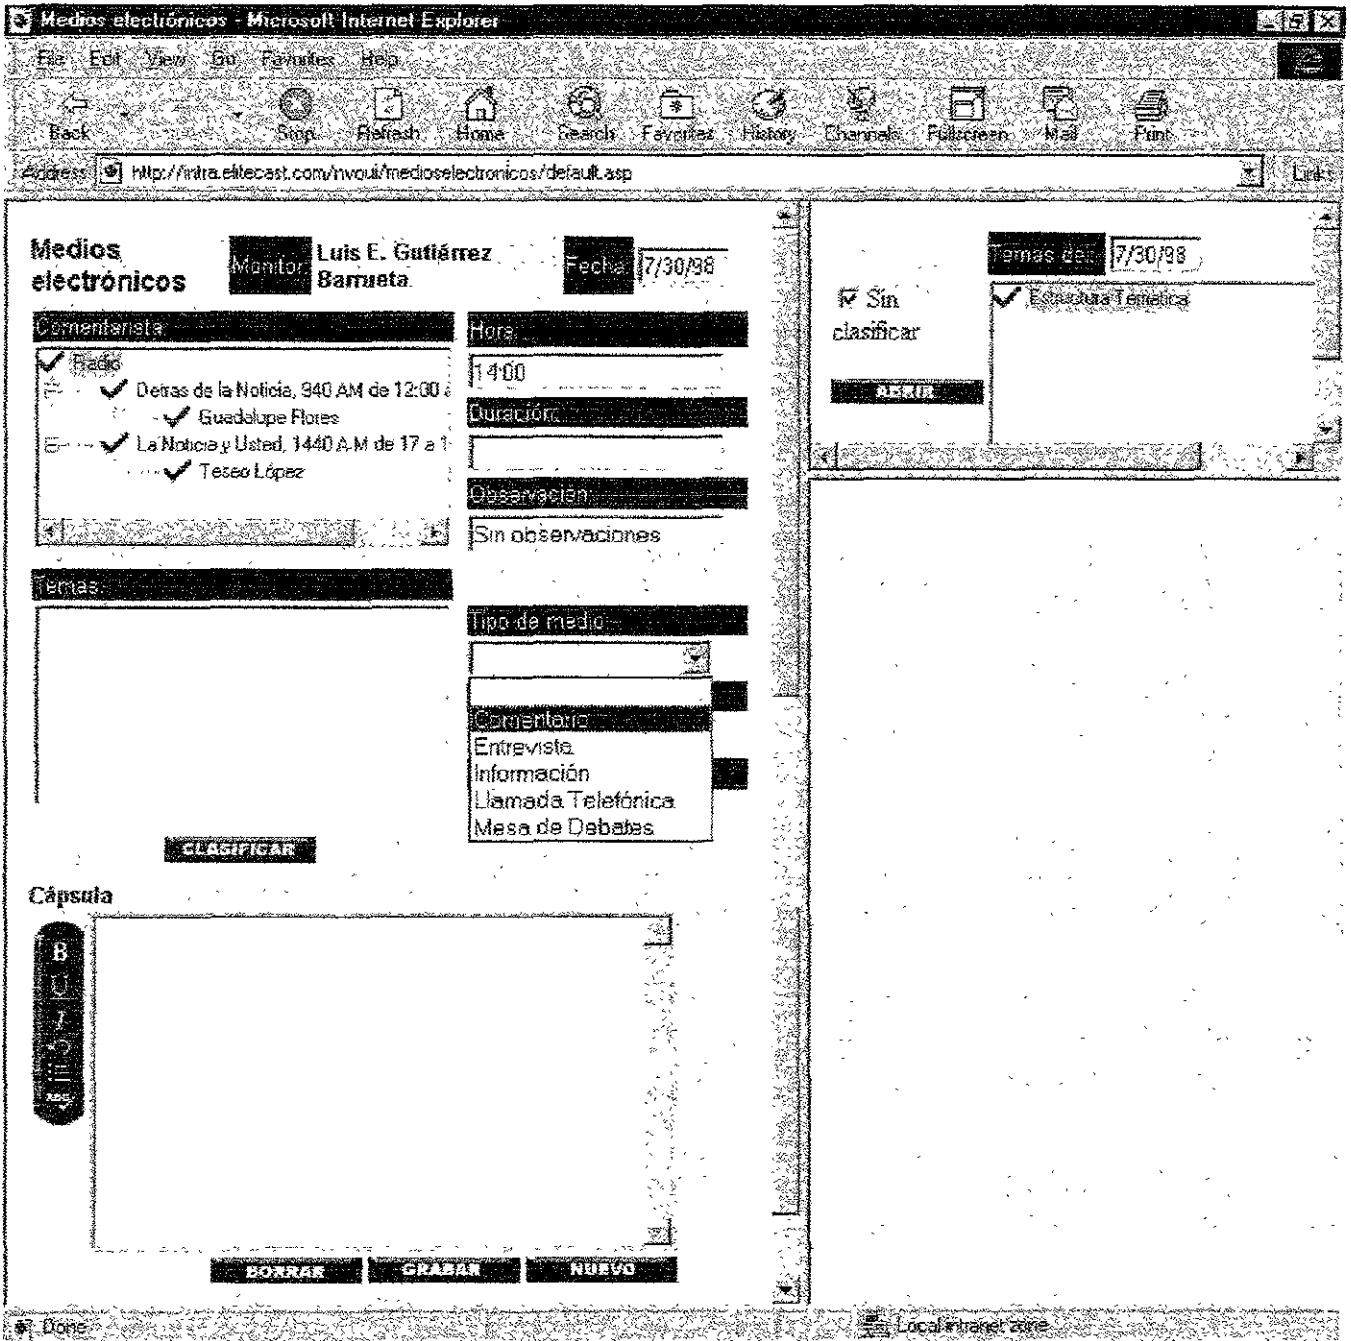 Medios electrónicos - Microsoft Internet Explorer
File Edit View Go Favorites Help
Back Stop Refresh Home Search Favorites History Channels Fullscreen Mail Print
Address http://intra.elitecast.com/nvoui/medioselectronicos/default.asp Links
Medios electrónicos
Monitor Luis E. Gutiérrez Barrueta.
Fecha 7/30/98
Comentarista
Radio
Detras de la Noticia, 940 AM de 12:00 a
Guadalupe Flores
La Noticia y Usted, 1440 A.M de 17 a 1
Teseo López
Hora
14:00
Duración:
Observación
Sin observaciones
Temas
Tipo de medio
Comentario
Entrevista
Información
Llamada Telefónica
Mesa de Debates
CLASIFICAR
Cápsula
B
ABC
BORRAR GRABAR NUEVO
Temas de 7/30/98
Sin clasificar
Estructura Tematica
ABRIR
Done Local intranet zone